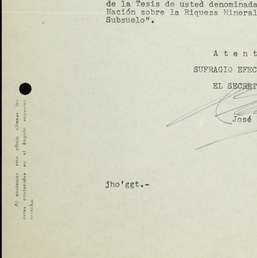 de la Tesis de usted denominada
Nación sobre la Riqueza Mineral
Subsuelo".
A t e n t
SUFRAGIO EFEC
EL SECRET
José
jho'ggt.-